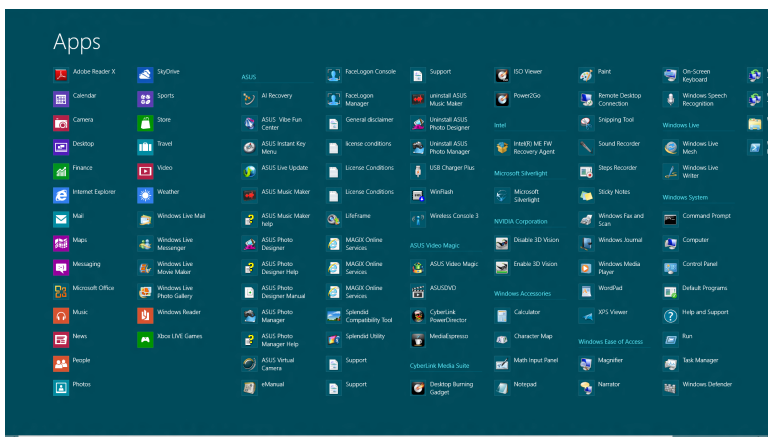 Apps
Adobe Reader X
Calendar
Camera
Desktop
Finance
Internet Explorer
Mail
Maps
Messaging
Microsoft Office
Music
News
People
Photos
SkyDrive
Sports
Store
Travel
Video
Weather
Windows Live Mail
Windows Live
Messenger
Windows Live
Movie Maker
Windows Live
Photo Gallery
Windows Reader
Xbox LIVE Games
ASUS
AI Recovery
ASUS Vibe Fun
Center
ASUS Instant Key
Menu
ASUS Live Update
ASUS Music Maker
ASUS Music Maker
help
ASUS Photo
Designer
ASUS Photo
Designer Help
ASUS Photo
Designer Manual
ASUS Photo
Manager
ASUS Photo
Manager Help
ASUS Virtual
Camera
eManual
FaceLogon Console
FaceLogon
Manager
General disclaimer
license conditions
License Conditions
License Conditions
LifeFrame
MAGIX Online
Services
MAGIX Online
Services
MAGIX Online
Services
Splendid
Compatibility Tool
Splendid Utility
Support
Support
Support
uninstall ASUS
Music Maker
Uninstall ASUS
Photo Designer
Uninstall ASUS
Photo Manager
USB Charger Plus
WinFlash
Wireless Console 3
ASUS Video Magic
ASUS Video Magic
ASUSDVD
CyberLink
PowerDirector
MediaEspresso
CyberLink Media Suite
Desktop Burning
Gadget
ISO Viewer
Power2Go
Intel
Intel(R) ME FW
Recovery Agent
Microsoft Silverlight
Microsoft
Silverlight
NVIDIA Corporation
Disable 3D Vision
Enable 3D Vision
Windows Accessories
Calculator
Character Map
Math Input Panel
Notepad
Paint
Remote Desktop
Connection
Snipping Tool
Sound Recorder
Steps Recorder
Sticky Notes
Windows Fax and
Scan
Windows Journal
Windows Media
Player
WordPad
XPS Viewer
Windows Ease of Access
Magnifier
Narrator
On-Screen
Keyboard
Windows Speech
Recognition
Windows Live
Windows Live
Mesh
Windows Live
Writer
Windows System
Command Prompt
Computer
Control Panel
Default Programs
Help and Support
Run
Task Manager
Windows Defender